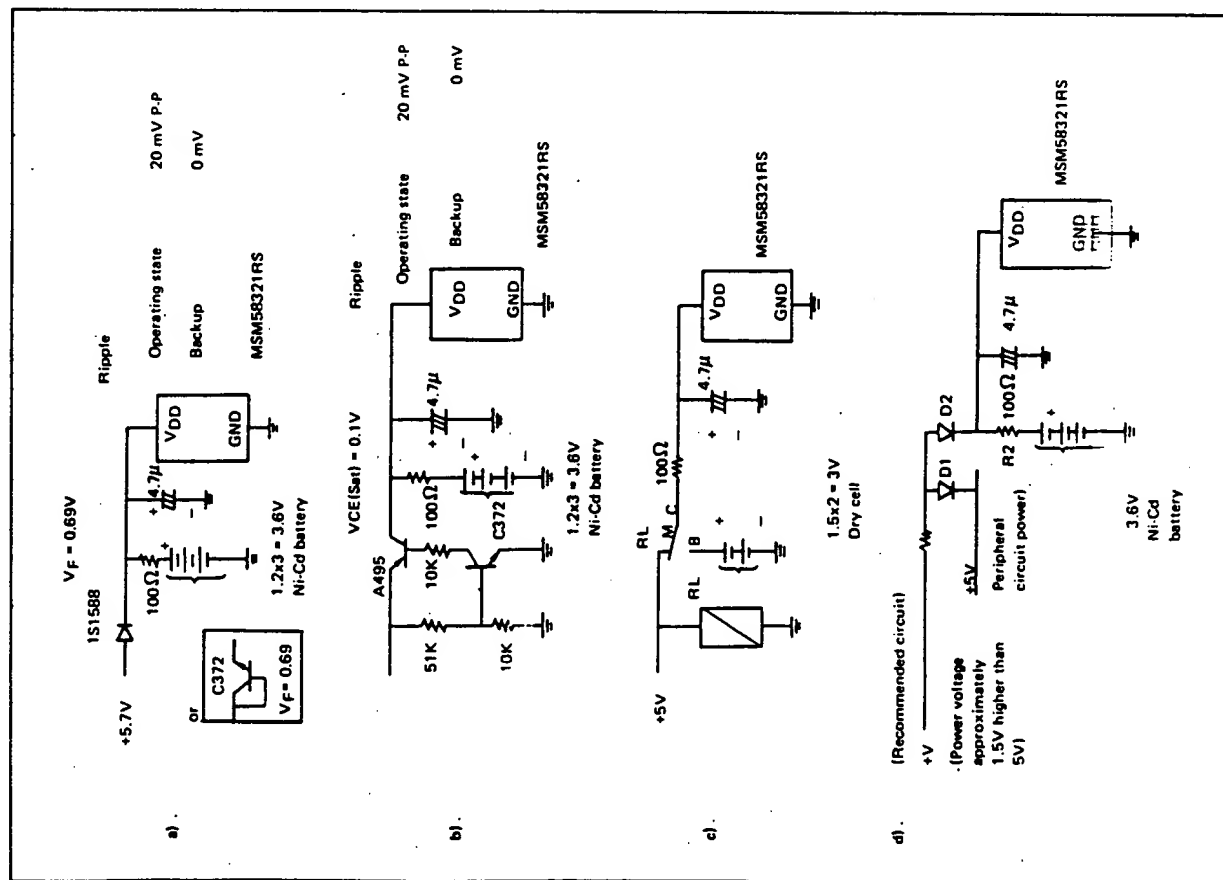 a).
+5.7V
1S1588
VF = 0.69V
or
C372
VF = 0.69
100Ω
+
1.2x3 = 3.6V
Ni-Cd battery
+
4.7μ
−
VDD
GND
MSM58321RS
Ripple
Operating state 20 mV P-P
Backup 0 mV
b).
A495
VCE(Sat) = 0.1V
51K
10K
10K
C372
100Ω
+
−
1.2x3 = 3.6V
Ni-Cd battery
+
4.7μ
−
VDD
GND
MSM58321RS
Ripple
Operating state 20 mV P-P
Backup 0 mV
c).
+5V
RL
RL
M
C
B
+
−
1.5x2 = 3V
Dry cell
100Ω
4.7μ
+
−
VDD
GND
MSM58321RS
d).
(Recommended circuit)
+V
(Power voltage
approximately
1.5V higher than
5V)
D1
D2
+5V
Peripheral
circuit power)
R2
100Ω
4.7μ
+
3.6V
Ni-Cd
battery
VDD
GND
MSM58321RS